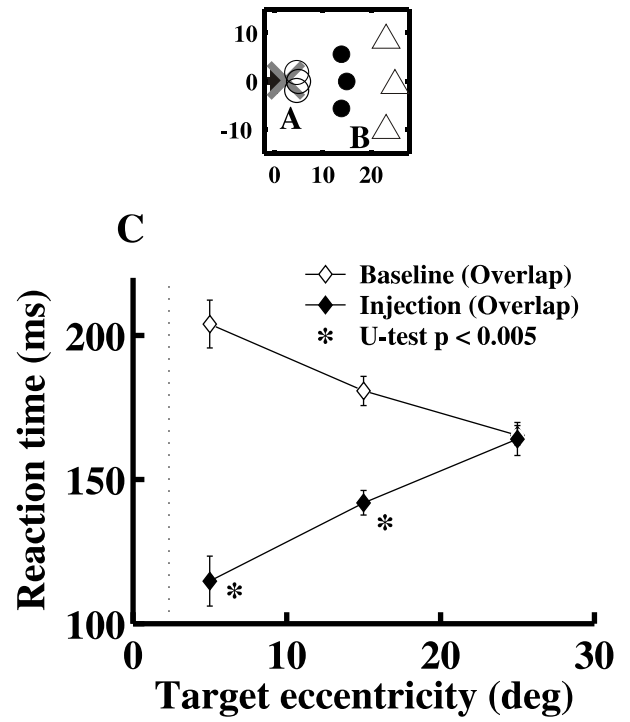 10
0
-10
A
B
0 10 20
C
Baseline (Overlap)
Injection (Overlap)
* U-test p < 0.005
Reaction time (ms)
200
150
100
*
*
0 10 20 30
Target eccentricity (deg)